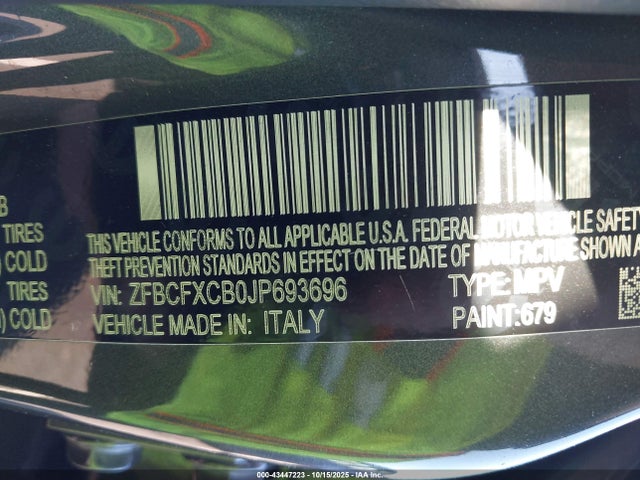 B
TIRES
) COLD
TIRES
) COLD
THIS VEHICLE CONFORMS TO ALL APPLICABLE U.S.A. FEDERAL MOTOR VEHICLE SAFETY
THEFT PREVENTION STANDARDS IN EFFECT ON THE DATE OF MANUFACTURE SHOWN A
VIN: ZFBCFXCB0JP693696 TYPE: MPV
VEHICLE MADE IN: ITALY PAINT:679
000-43447223 - 10/15/2025 - IAAI.COM